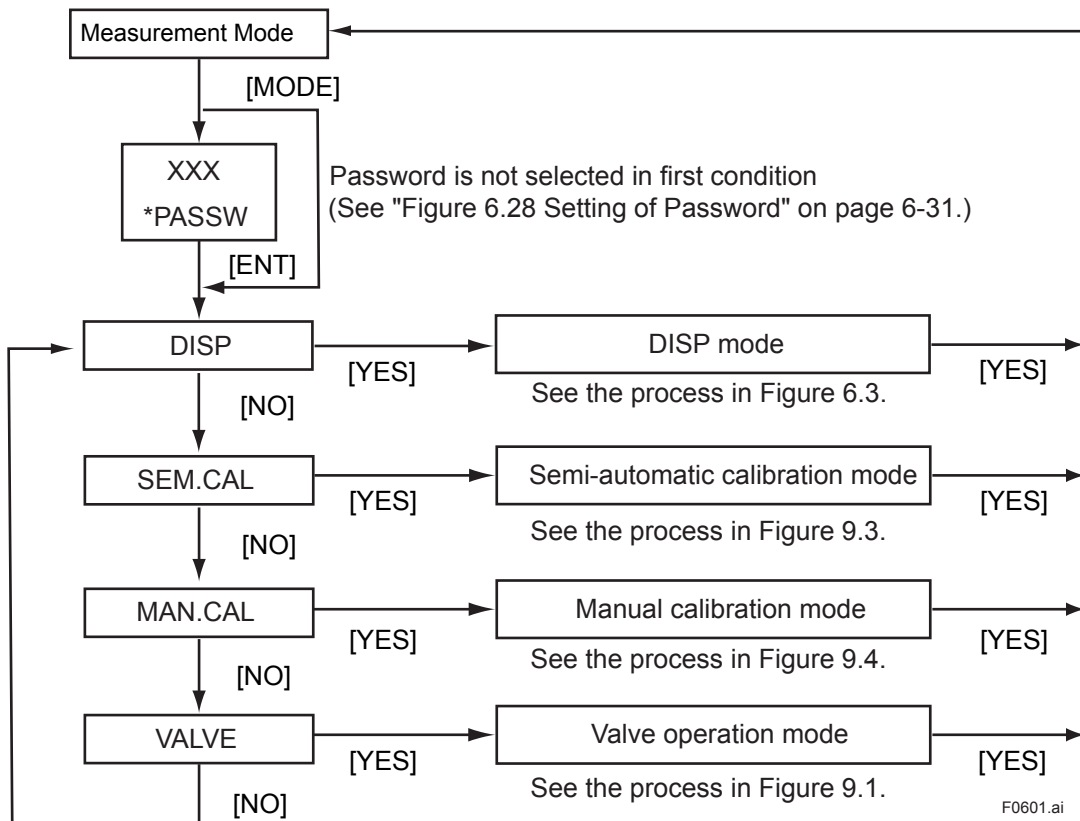 Measurement Mode
[MODE]
XXX
*PASSW
Password is not selected in first condition
(See "Figure 6.28 Setting of Password" on page 6-31.)
[ENT]
DISP
[YES]
DISP mode
[YES]
See the process in Figure 6.3.
[NO]
SEM.CAL
[YES]
Semi-automatic calibration mode
[YES]
See the process in Figure 9.3.
[NO]
MAN.CAL
[YES]
Manual calibration mode
[YES]
See the process in Figure 9.4.
[NO]
VALVE
[YES]
Valve operation mode
[YES]
See the process in Figure 9.1.
[NO]
F0601.ai